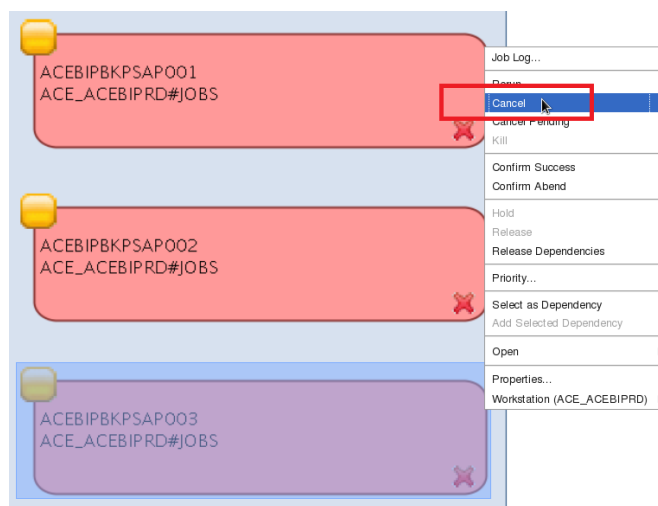 ACEBIPBKPSAP001
ACE_ACEBIPRD#JOBS
ACEBIPBKPSAP002
ACE_ACEBIPRD#JOBS
ACEBIPBKPSAP003
ACE_ACEBIPRD#JOBS
Job Log...
Rerun
Cancel
Cancel Pending
Kill
Confirm Success
Confirm Abend
Hold
Release
Release Dependencies
Priority...
Select as Dependency
Add Selected Dependency
Open
Properties...
Workstation (ACE_ACEBIPRD)